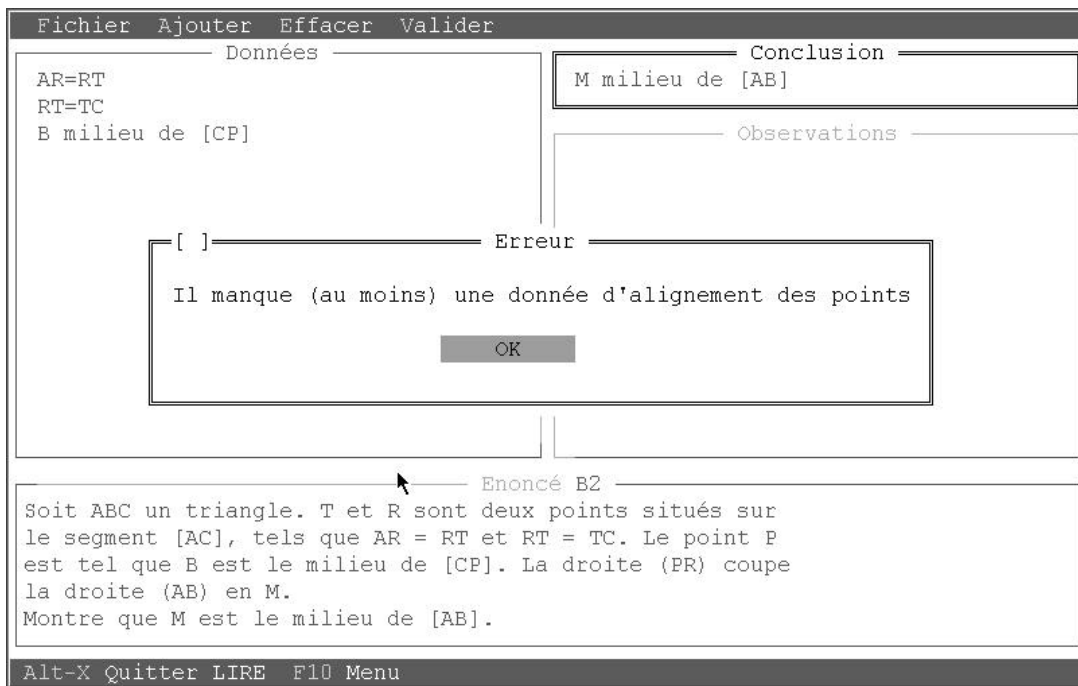 Fichier Ajouter Effacer Valider
Données
AR=RT
RT=TC
B milieu de [CP]
Conclusion
M milieu de [AB]
Observations
[ ] Erreur
Il manque (au moins) une donnée d'alignement des points
OK
Enoncé B2
Soit ABC un triangle. T et R sont deux points situés sur
le segment [AC], tels que AR = RT et RT = TC. Le point P
est tel que B est le milieu de [CP]. La droite (PR) coupe
la droite (AB) en M.
Montre que M est le milieu de [AB].
Alt-X Quitter LIRE F10 Menu